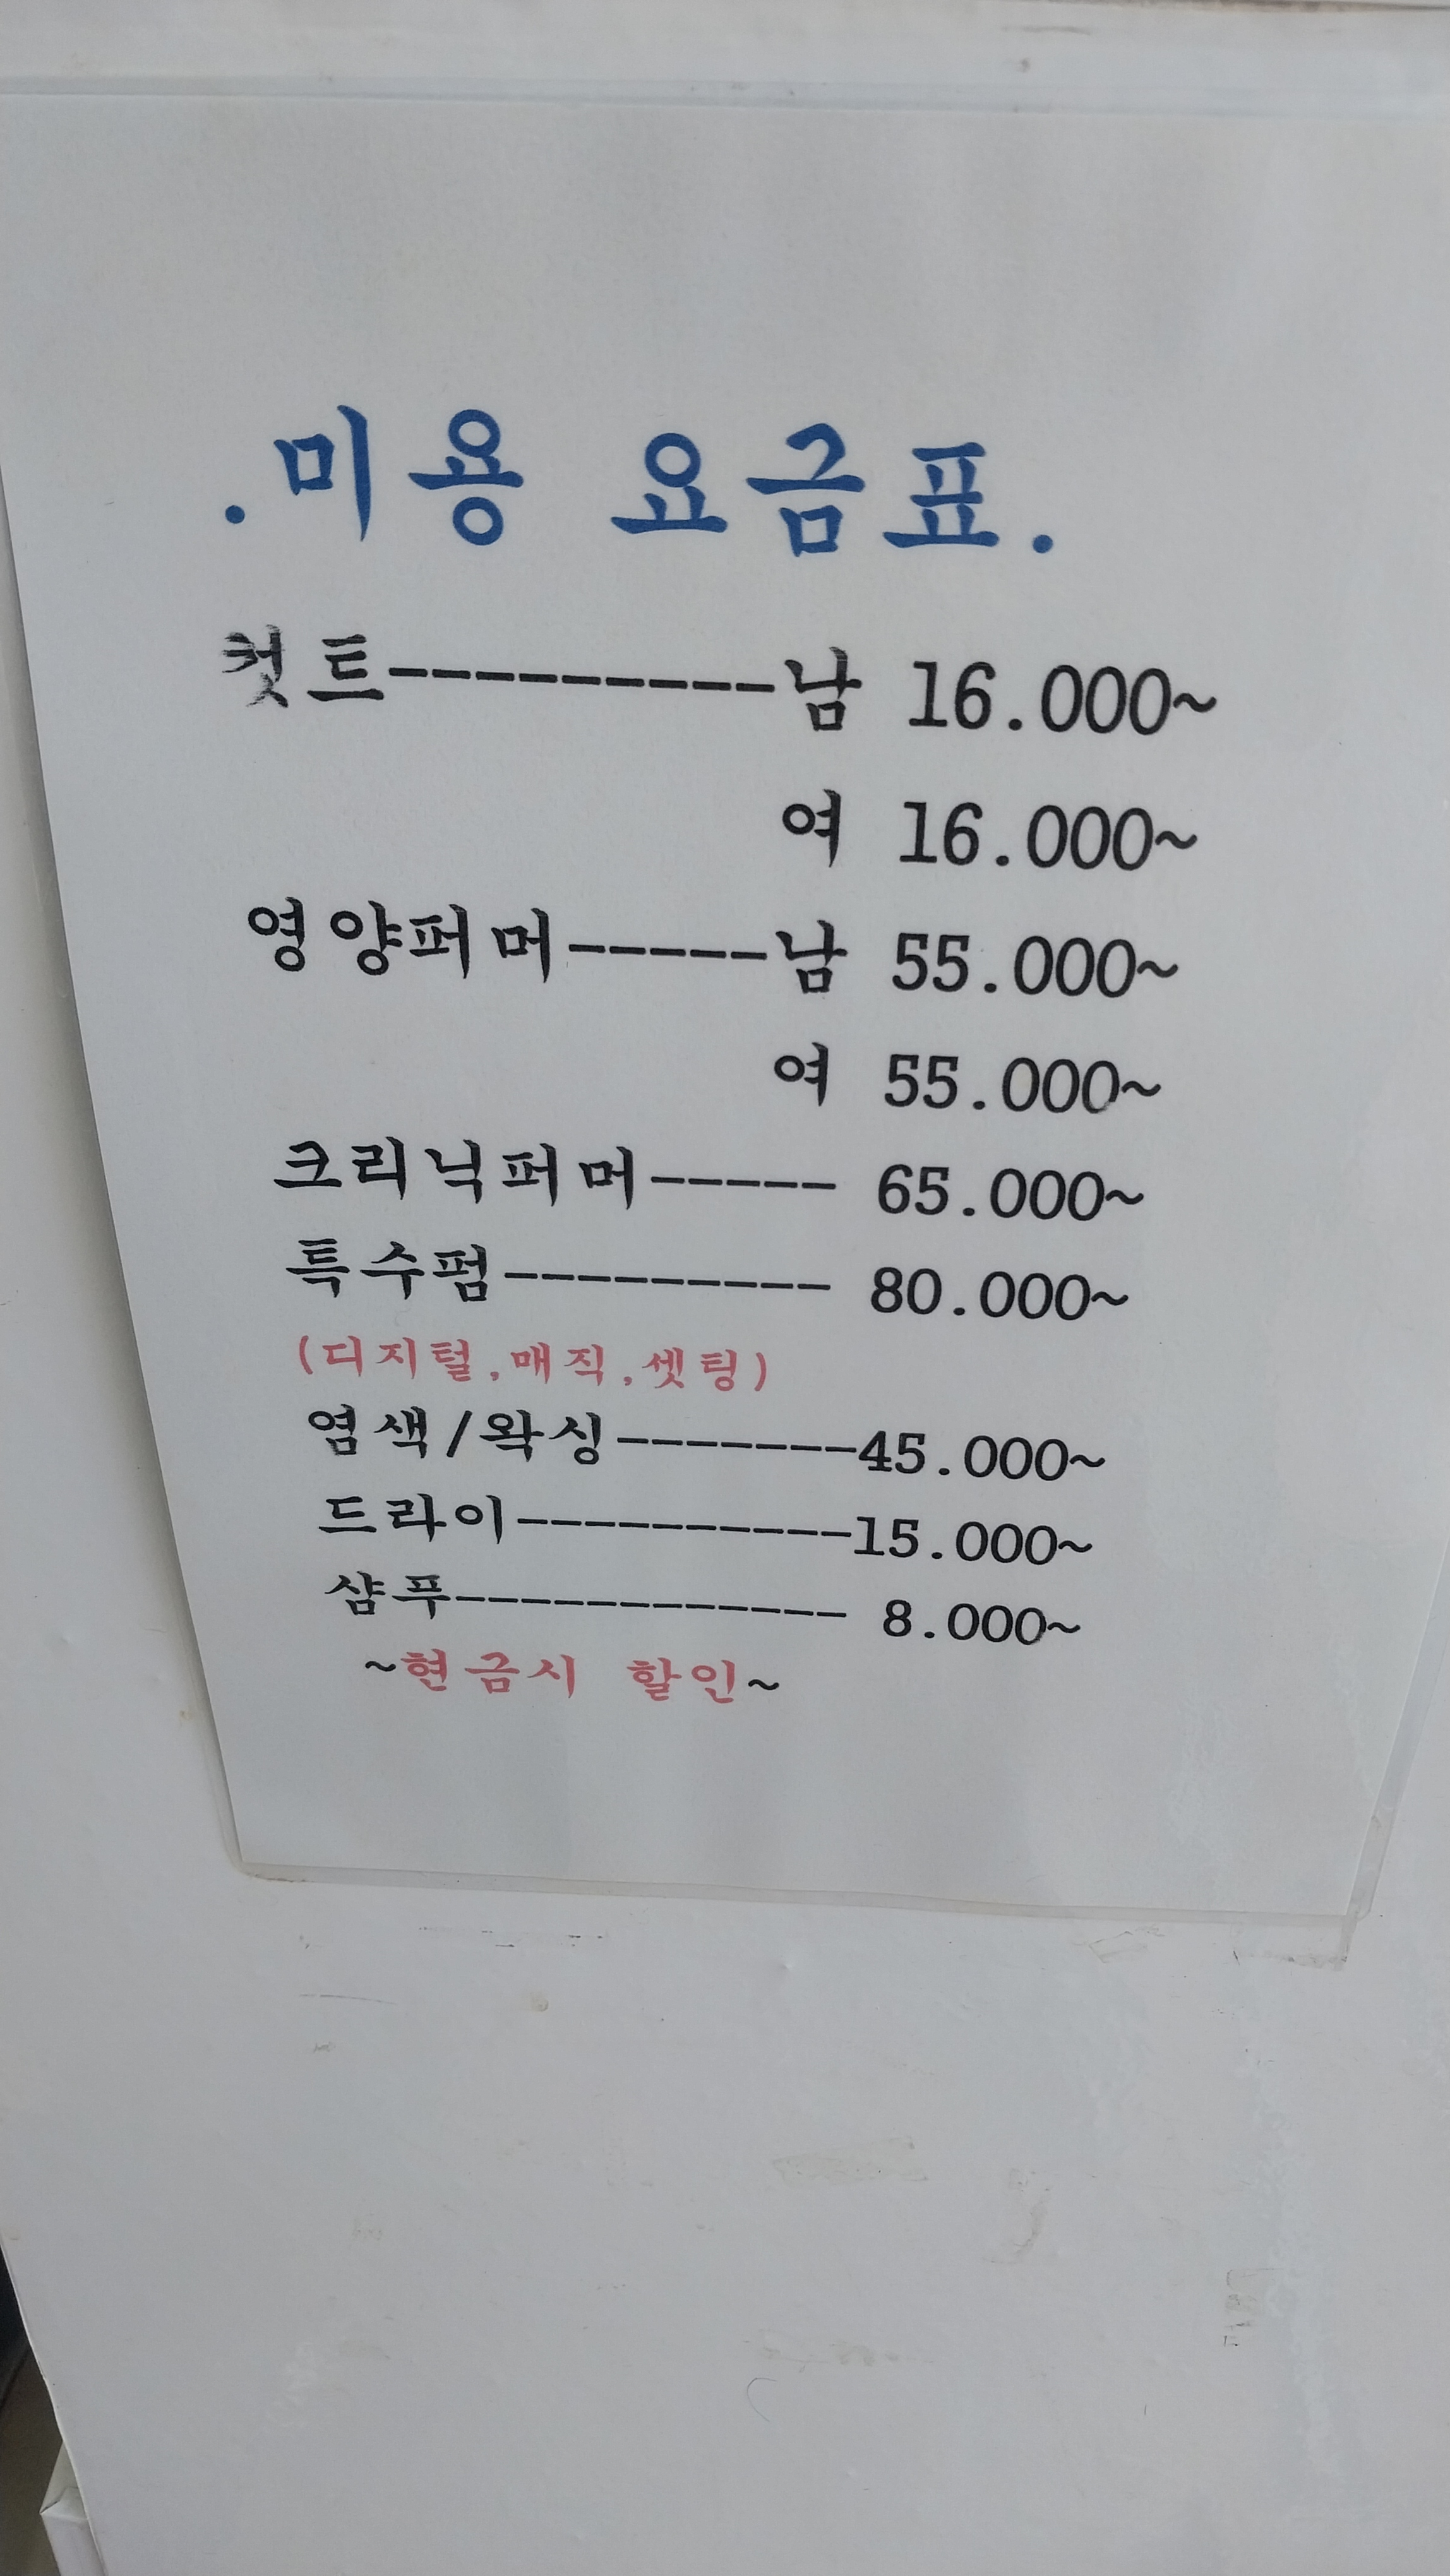 .미용 요금표.
컷트---------남 16.000~
여 16.000~
영양퍼머-----남 55.000~
여 55.000~
크리닉퍼머----- 65.000~
특수펌--------- 80.000~
(디지털,매직,셋팅)
염색/왁싱-------45.000~
드라이----------15.000~
샴푸------------ 8.000~
~현금시 할인~